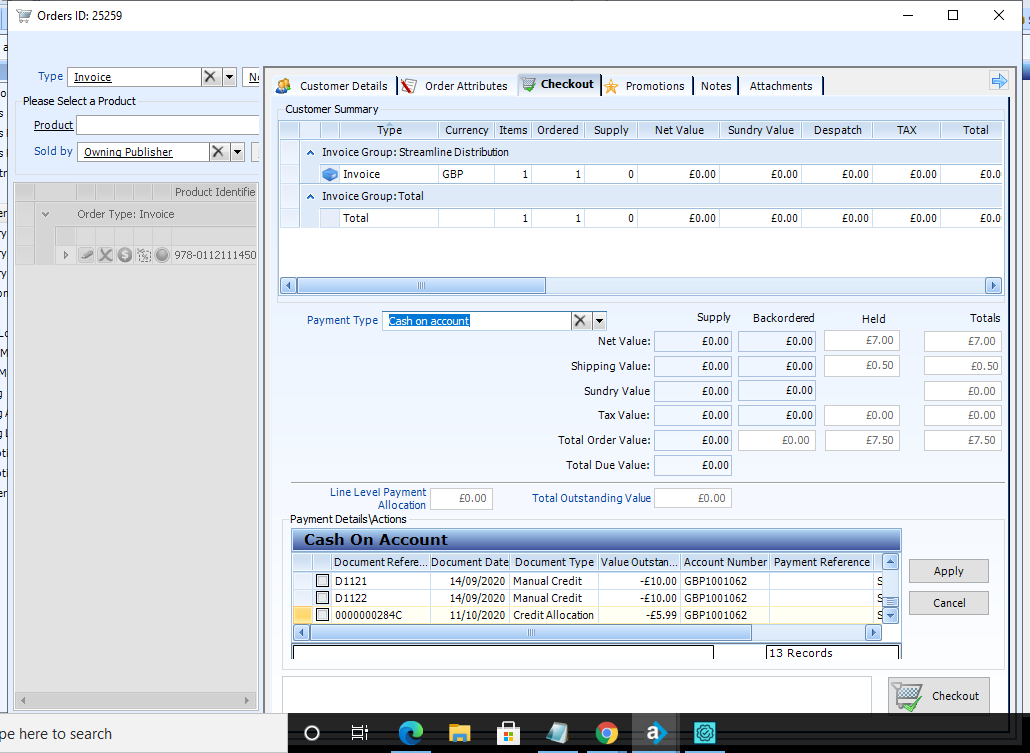 Orders ID: 25259
Type Invoice
Please Select a Product
Product
Sold by Owning Publisher
Product Identifie
Order Type: Invoice
978-0112111450
Customer Details Order Attributes Checkout Promotions Notes Attachments
Customer Summary
Type Currency Items Ordered Supply Net Value Sundry Value Despatch TAX Total
Invoice Group: Streamline Distribution
Invoice GBP 1 1 0 £0.00 £0.00 £0.00 £0.00 £0.0
Invoice Group: Total
Total 1 1 0 £0.00 £0.00 £0.00 £0.00 £0.0
Payment Type Cash on account
Supply Backordered Held Totals
Net Value: £0.00 £0.00 £7.00 £7.00
Shipping Value: £0.00 £0.00 £0.50 £0.50
Sundry Value £0.00 £0.00 £0.00
Tax Value: £0.00 £0.00 £0.00 £0.00
Total Order Value: £0.00 £0.00 £7.50 £7.50
Total Due Value: £0.00
Line Level Payment
Allocation £0.00 Total Outstanding Value £0.00
Payment Details\Actions
Cash On Account
Document Refere... Document Date Document Type Value Outstan... Account Number Payment Reference
D1121 14/09/2020 Manual Credit -£10.00 GBP1001062
D1122 14/09/2020 Manual Credit -£10.00 GBP1001062
0000000284C 11/10/2020 Credit Allocation -£5.99 GBP1001062
13 Records
Apply
Cancel
Checkout
pe here to search